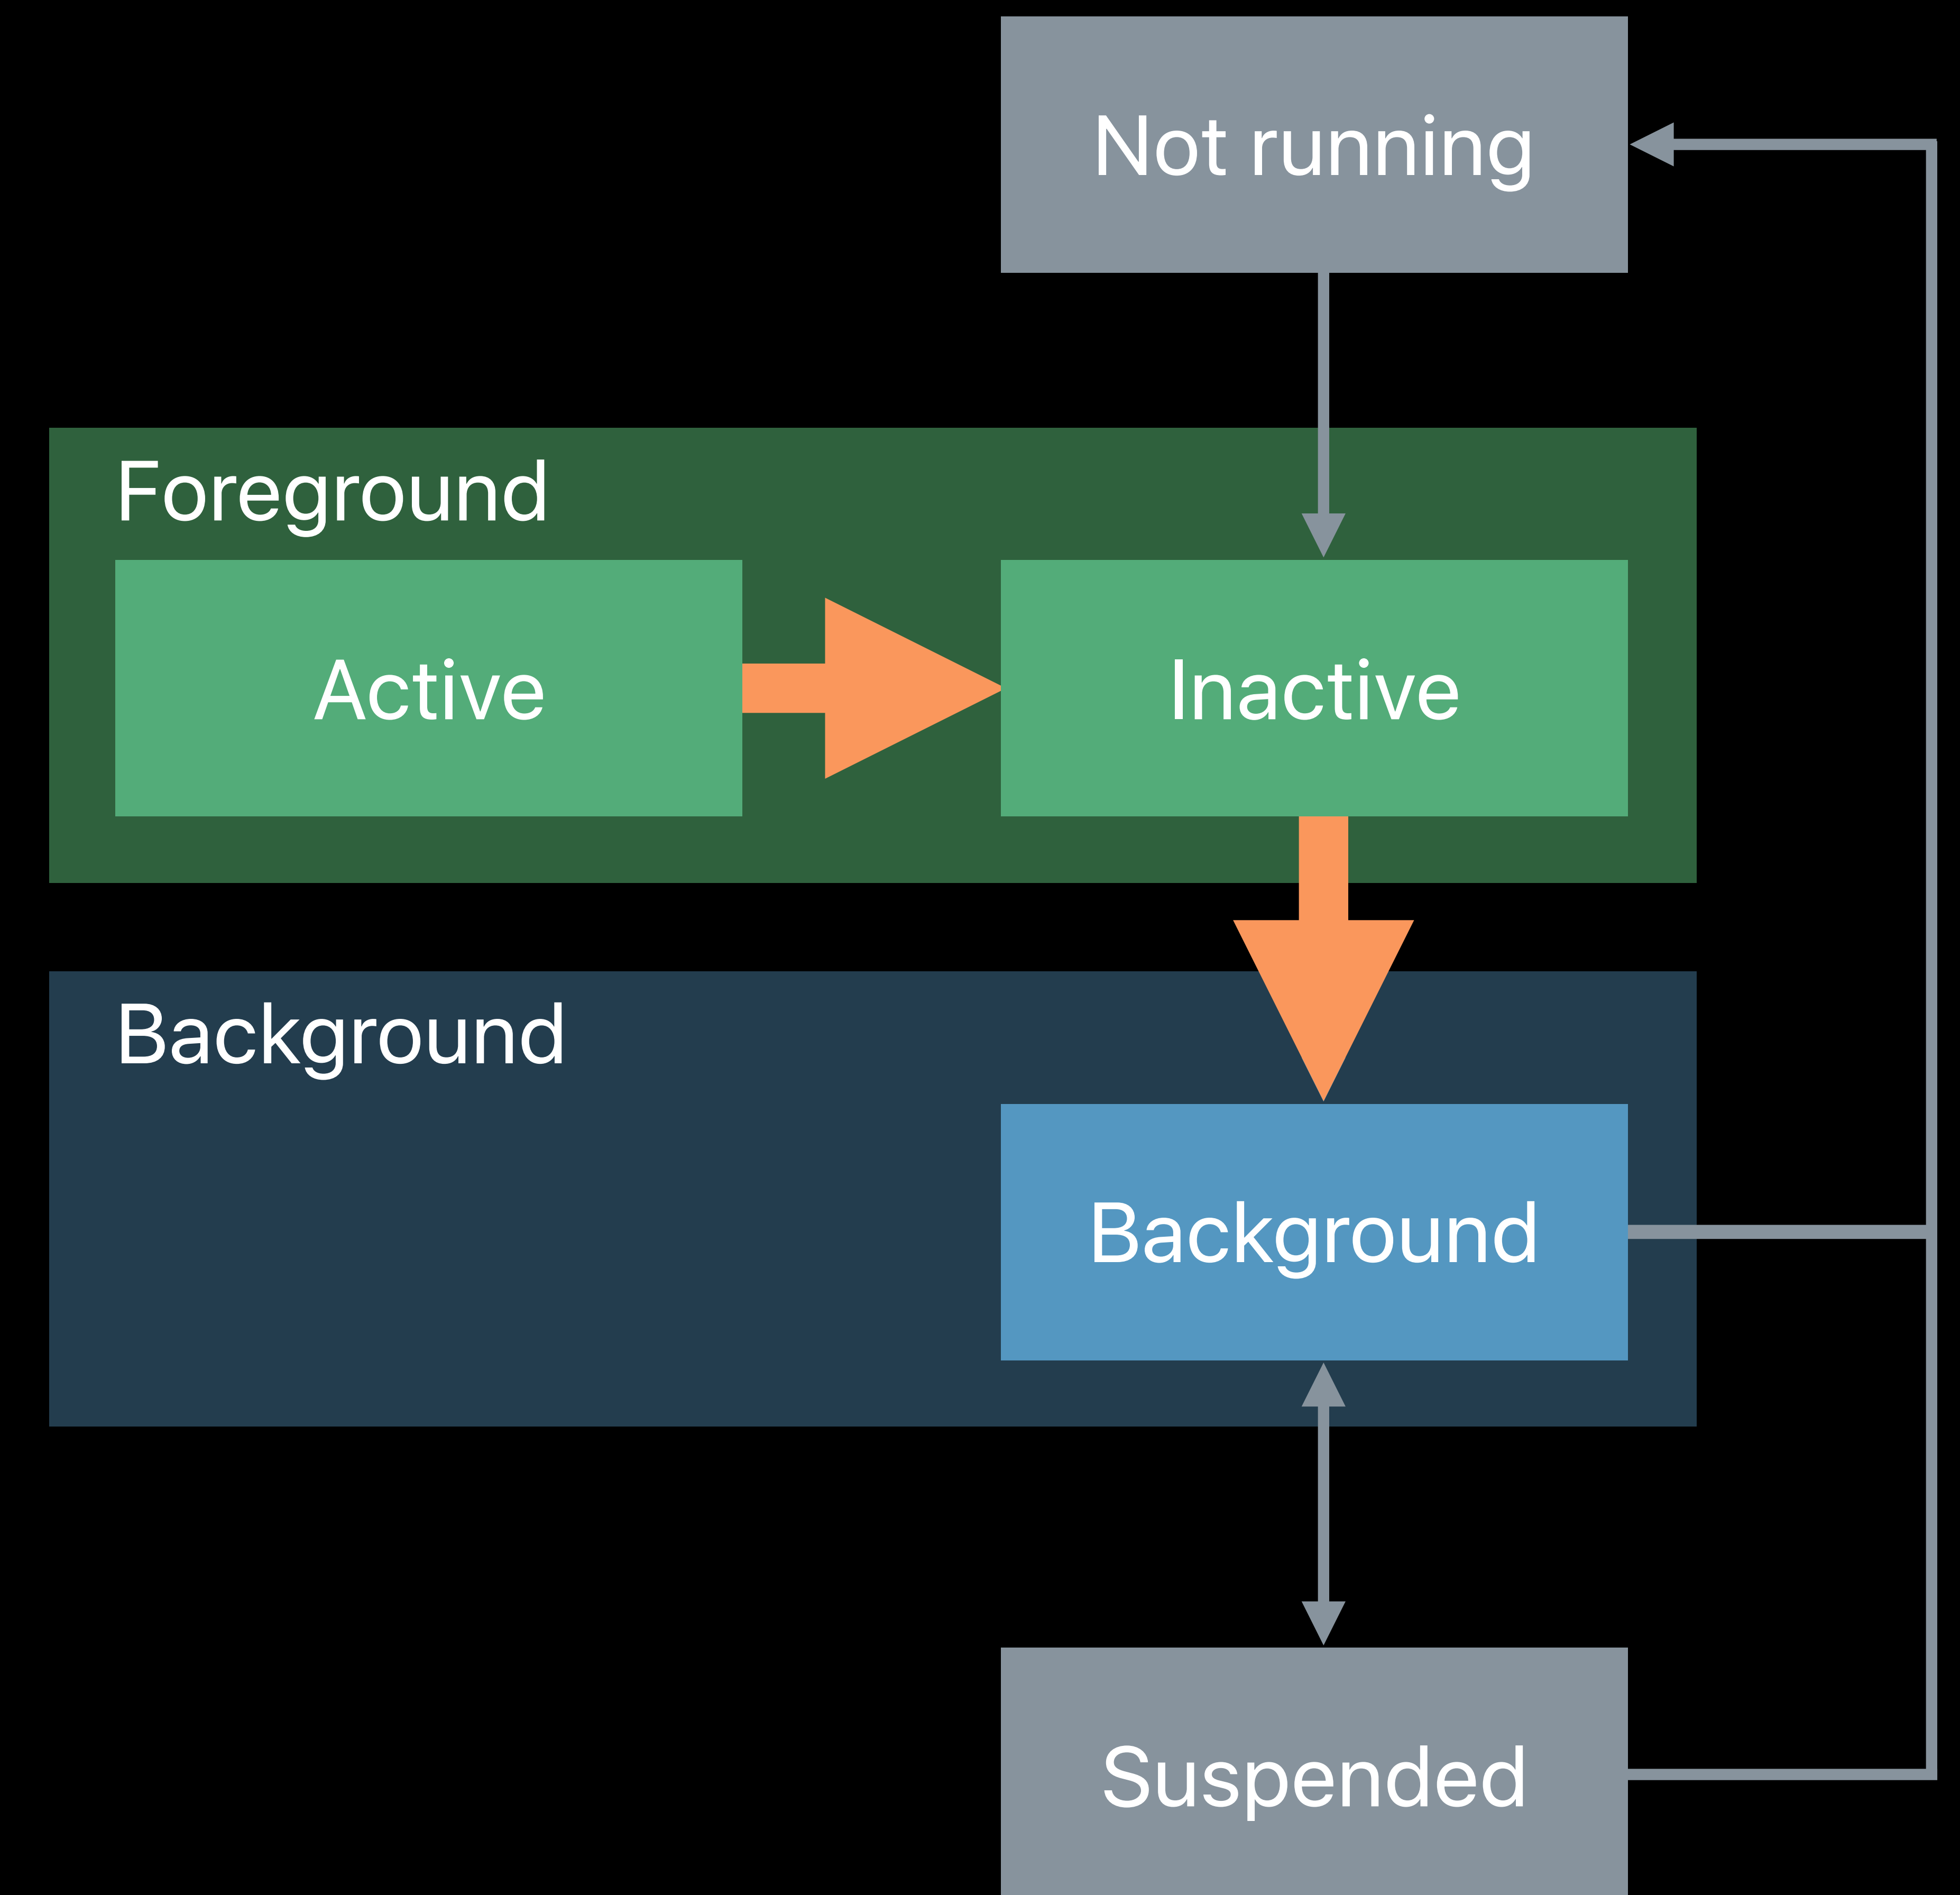 Not running
Foreground
Active
Inactive
Background
Background
Suspended